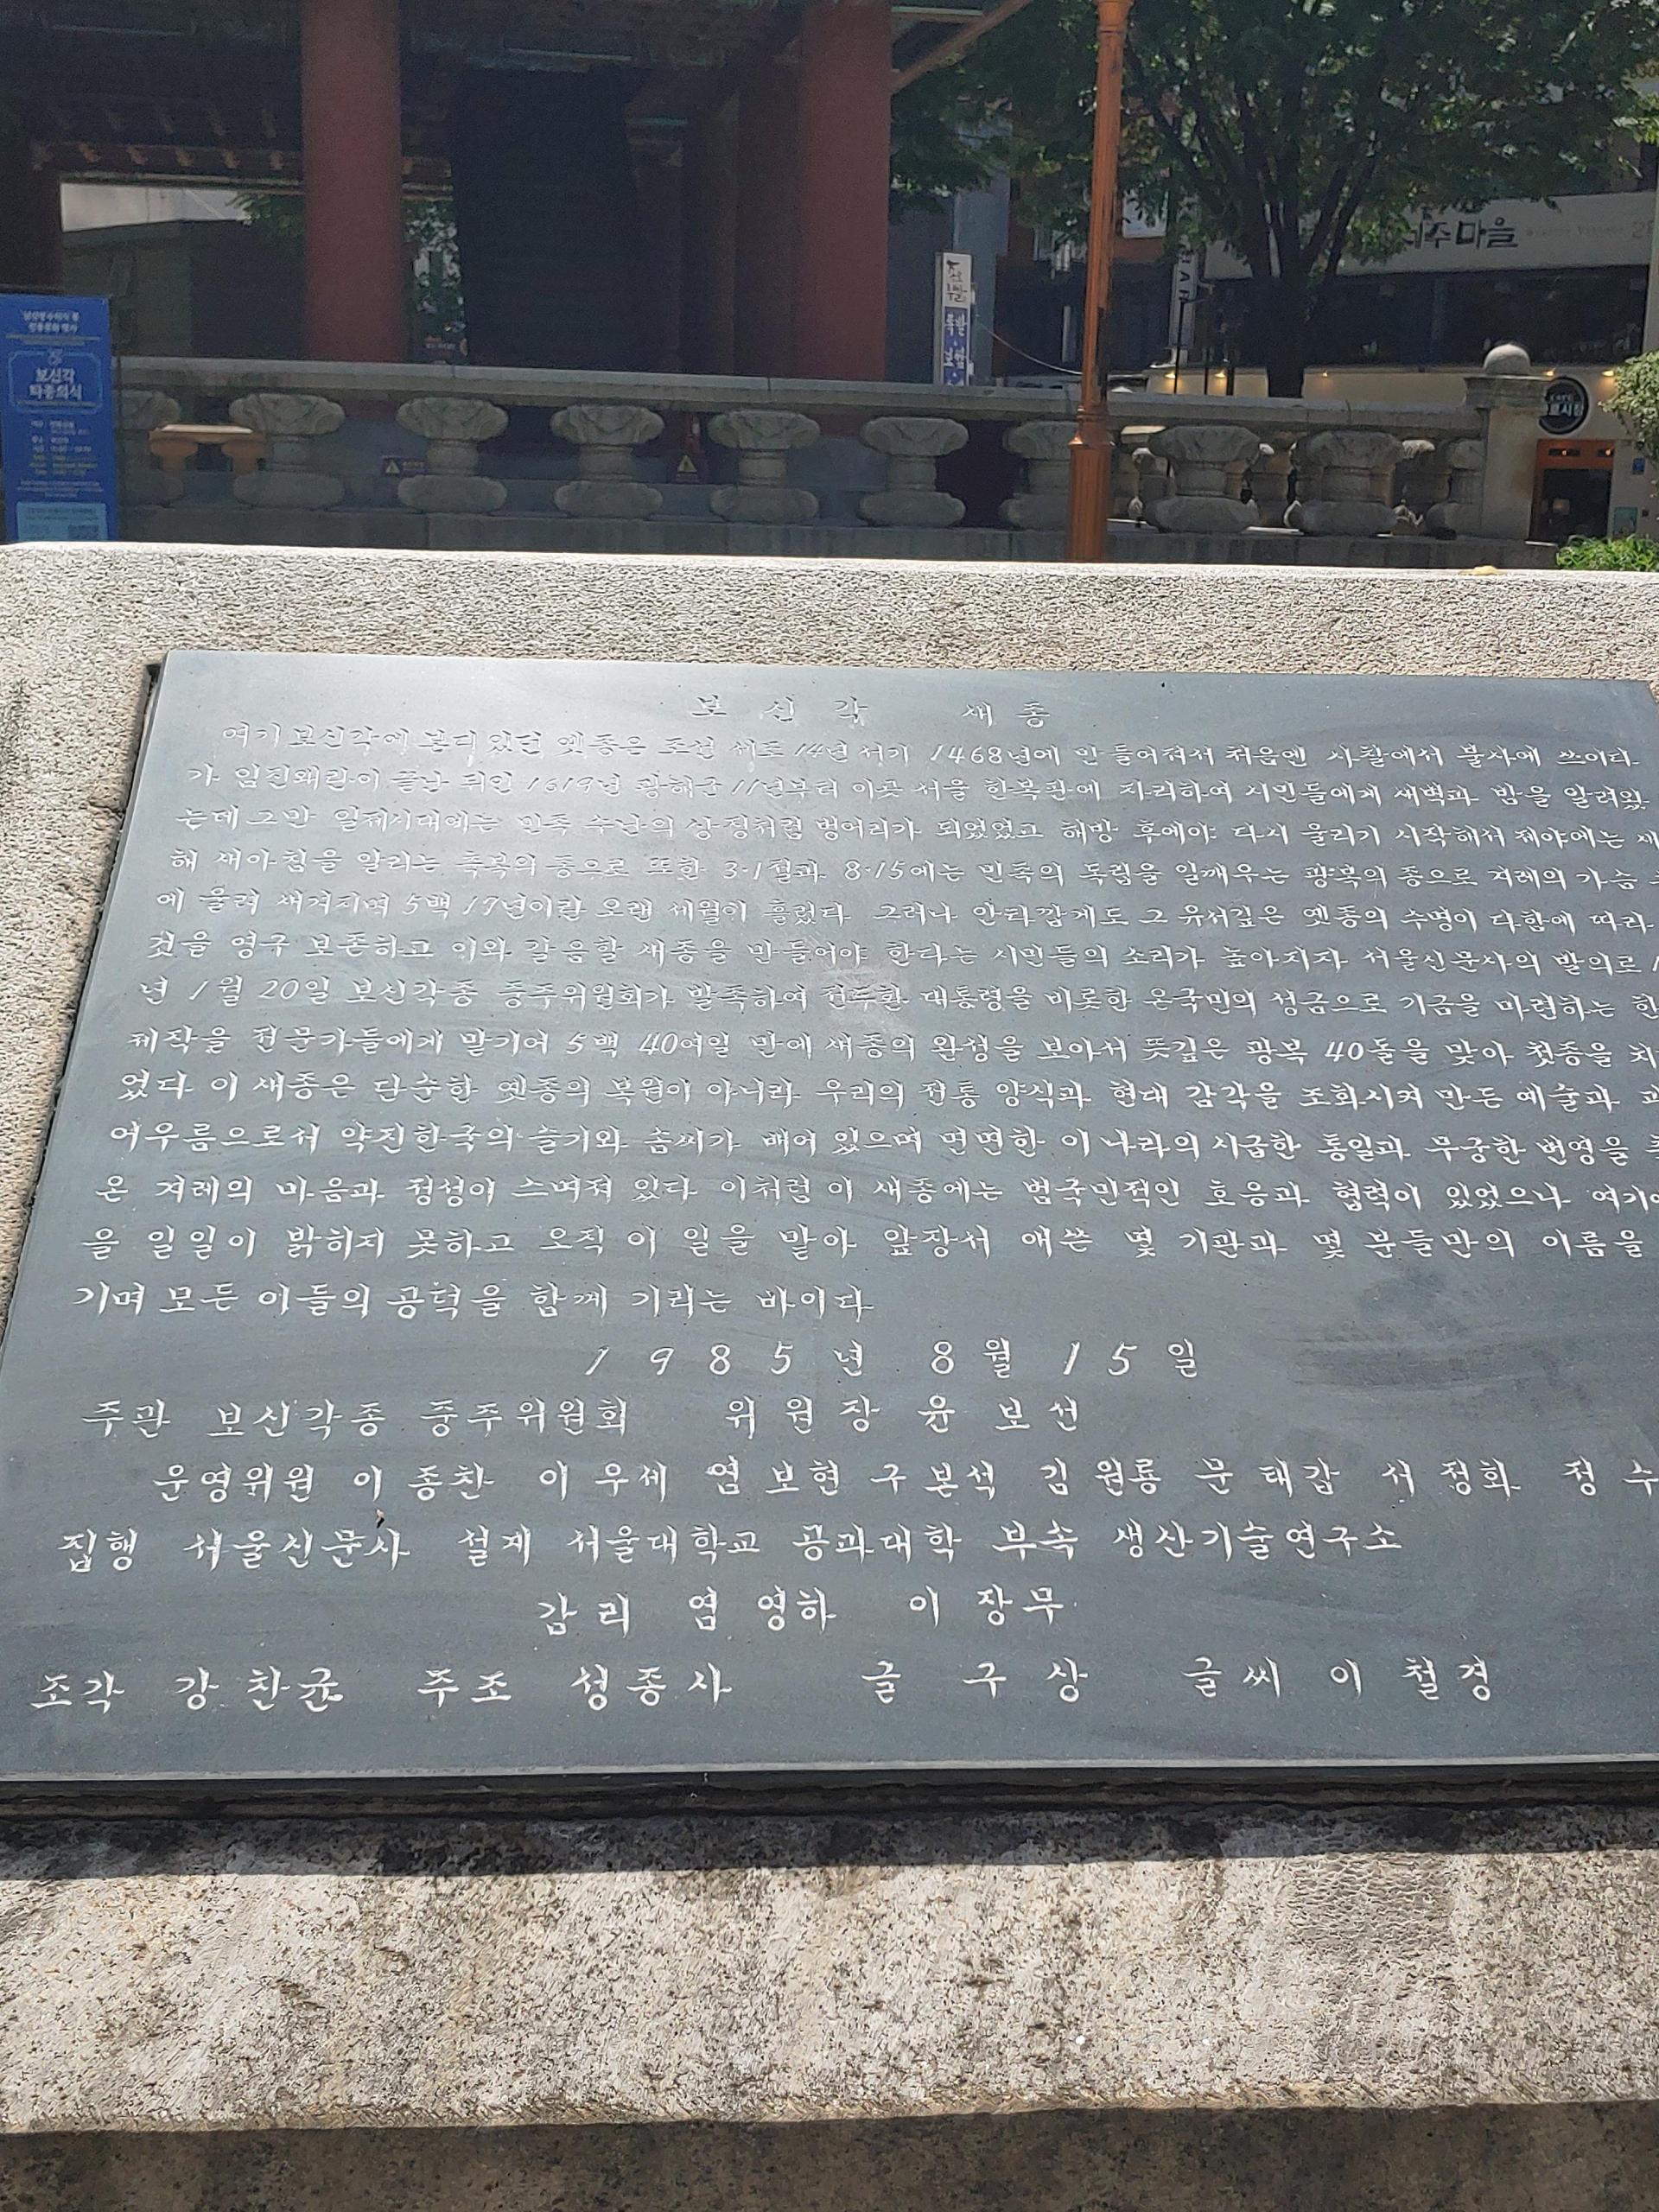 보신각
타종의식
족발
보쌈
주마을
보 신 각 새 종
여기 보신각에 본디 있던 옛 종은 조선 세조 14년 서기 1468년에 만들어져서 처음엔 사찰에서 불사에 쓰이다
가 임진왜란이 끝난 뒤인 1619년 광해군 11년부터 이곳 서울 한복판에 자리하여 시민들에게 새벽과 밤을 알려왔
는데 그만 일제시대에는 민족 수난의 상징처럼 벙어리가 되었었고 해방 후에야 다시 울리기 시작해서 제야에는 새
해 새아침을 알리는 축복의 종으로 또한 3·1절과 8·15에는 민족의 독립을 일깨우는 광복의 종으로 겨레의 가슴
에 울려 새겨지며 5백 17년이란 오랜 세월이 흘렀다 그러나 안타깝게도 그 유서깊은 옛종의 수명이 다함에 따라
것을 영구 보존하고 이와 갈음할 새종을 만들어야 한다는 시민들의 소리가 높아지자 서울신문사의 발의로
년 1월 20일 보신각종 중주위원회가 발족하여 전두환 대통령을 비롯한 온국민의 성금으로 기금을 마련하는 한
제작을 전문가들에게 맡기어 5백 40여일 만에 새종의 완성을 보아서 뜻깊은 광복 40돌을 맞아 첫종을 치
었다 이 새종은 단순한 옛종의 복원이 아니라 우리의 전통 양식과 현대 감각을 조화시켜 만든 예술과 과
어우름으로서 약진한국의 슬기와 솜씨가 배어 있으며 면면한 이 나라의 시급한 통일과 무궁한 번영을
온 겨레의 마음과 정성이 스며져 있다 이처럼 이 새종에는 범국민적인 호응과 협력이 있었으나 여기에
을 일일이 밝히지 못하고 오직 이 일을 맡아 앞장서 애쓴 몇 기관과 몇 분들만의 이름을
기며 모든 이들의 공덕을 함께 기리는 바이다
1985년 8월 15일
주관 보신각종 중주위원회 위원장 윤보선
운영위원 이종찬 이우세 염보현 구본석 김원룡 문태갑 서정화 정수
집행 서울신문사 설계 서울대학교 공과대학 부속 생산기술연구소
감리 염영하 이장무
조각 강찬균 주조 성종사 글 구상 글씨 이철경